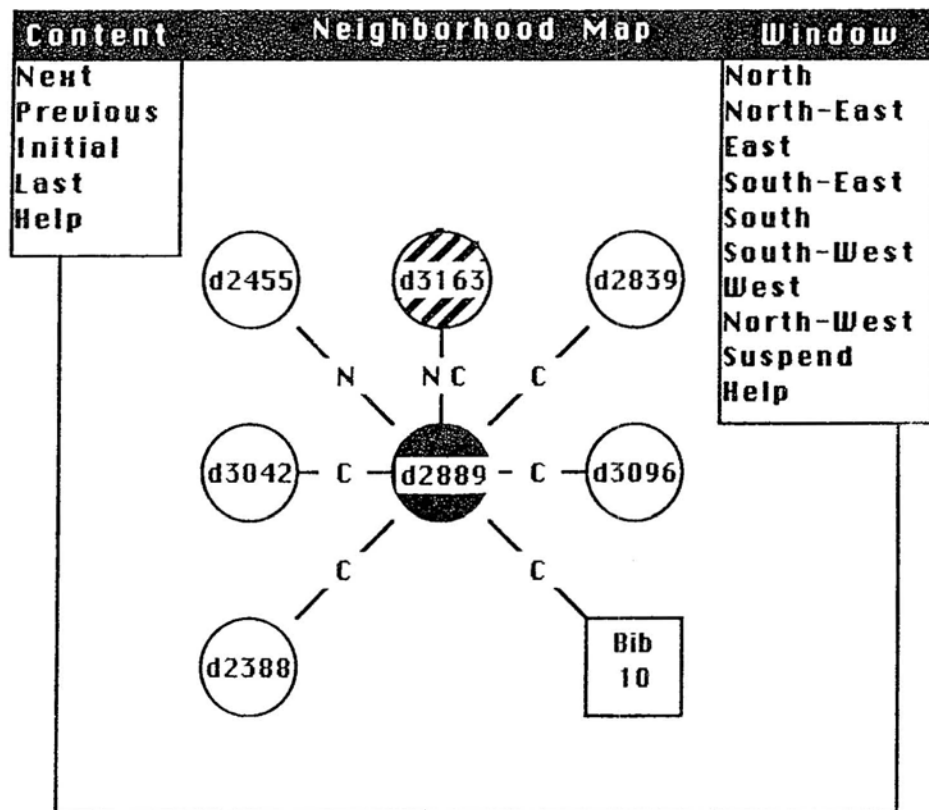 Content Neighborhood Map Window
Next
Previous
Initial
Last
Help
North
North-East
East
South-East
South
South-West
West
North-West
Suspend
Help
d2455 d3163 d2839
N N C C
d3042 C d2889 C d3096
C C
d2388
Bib
10